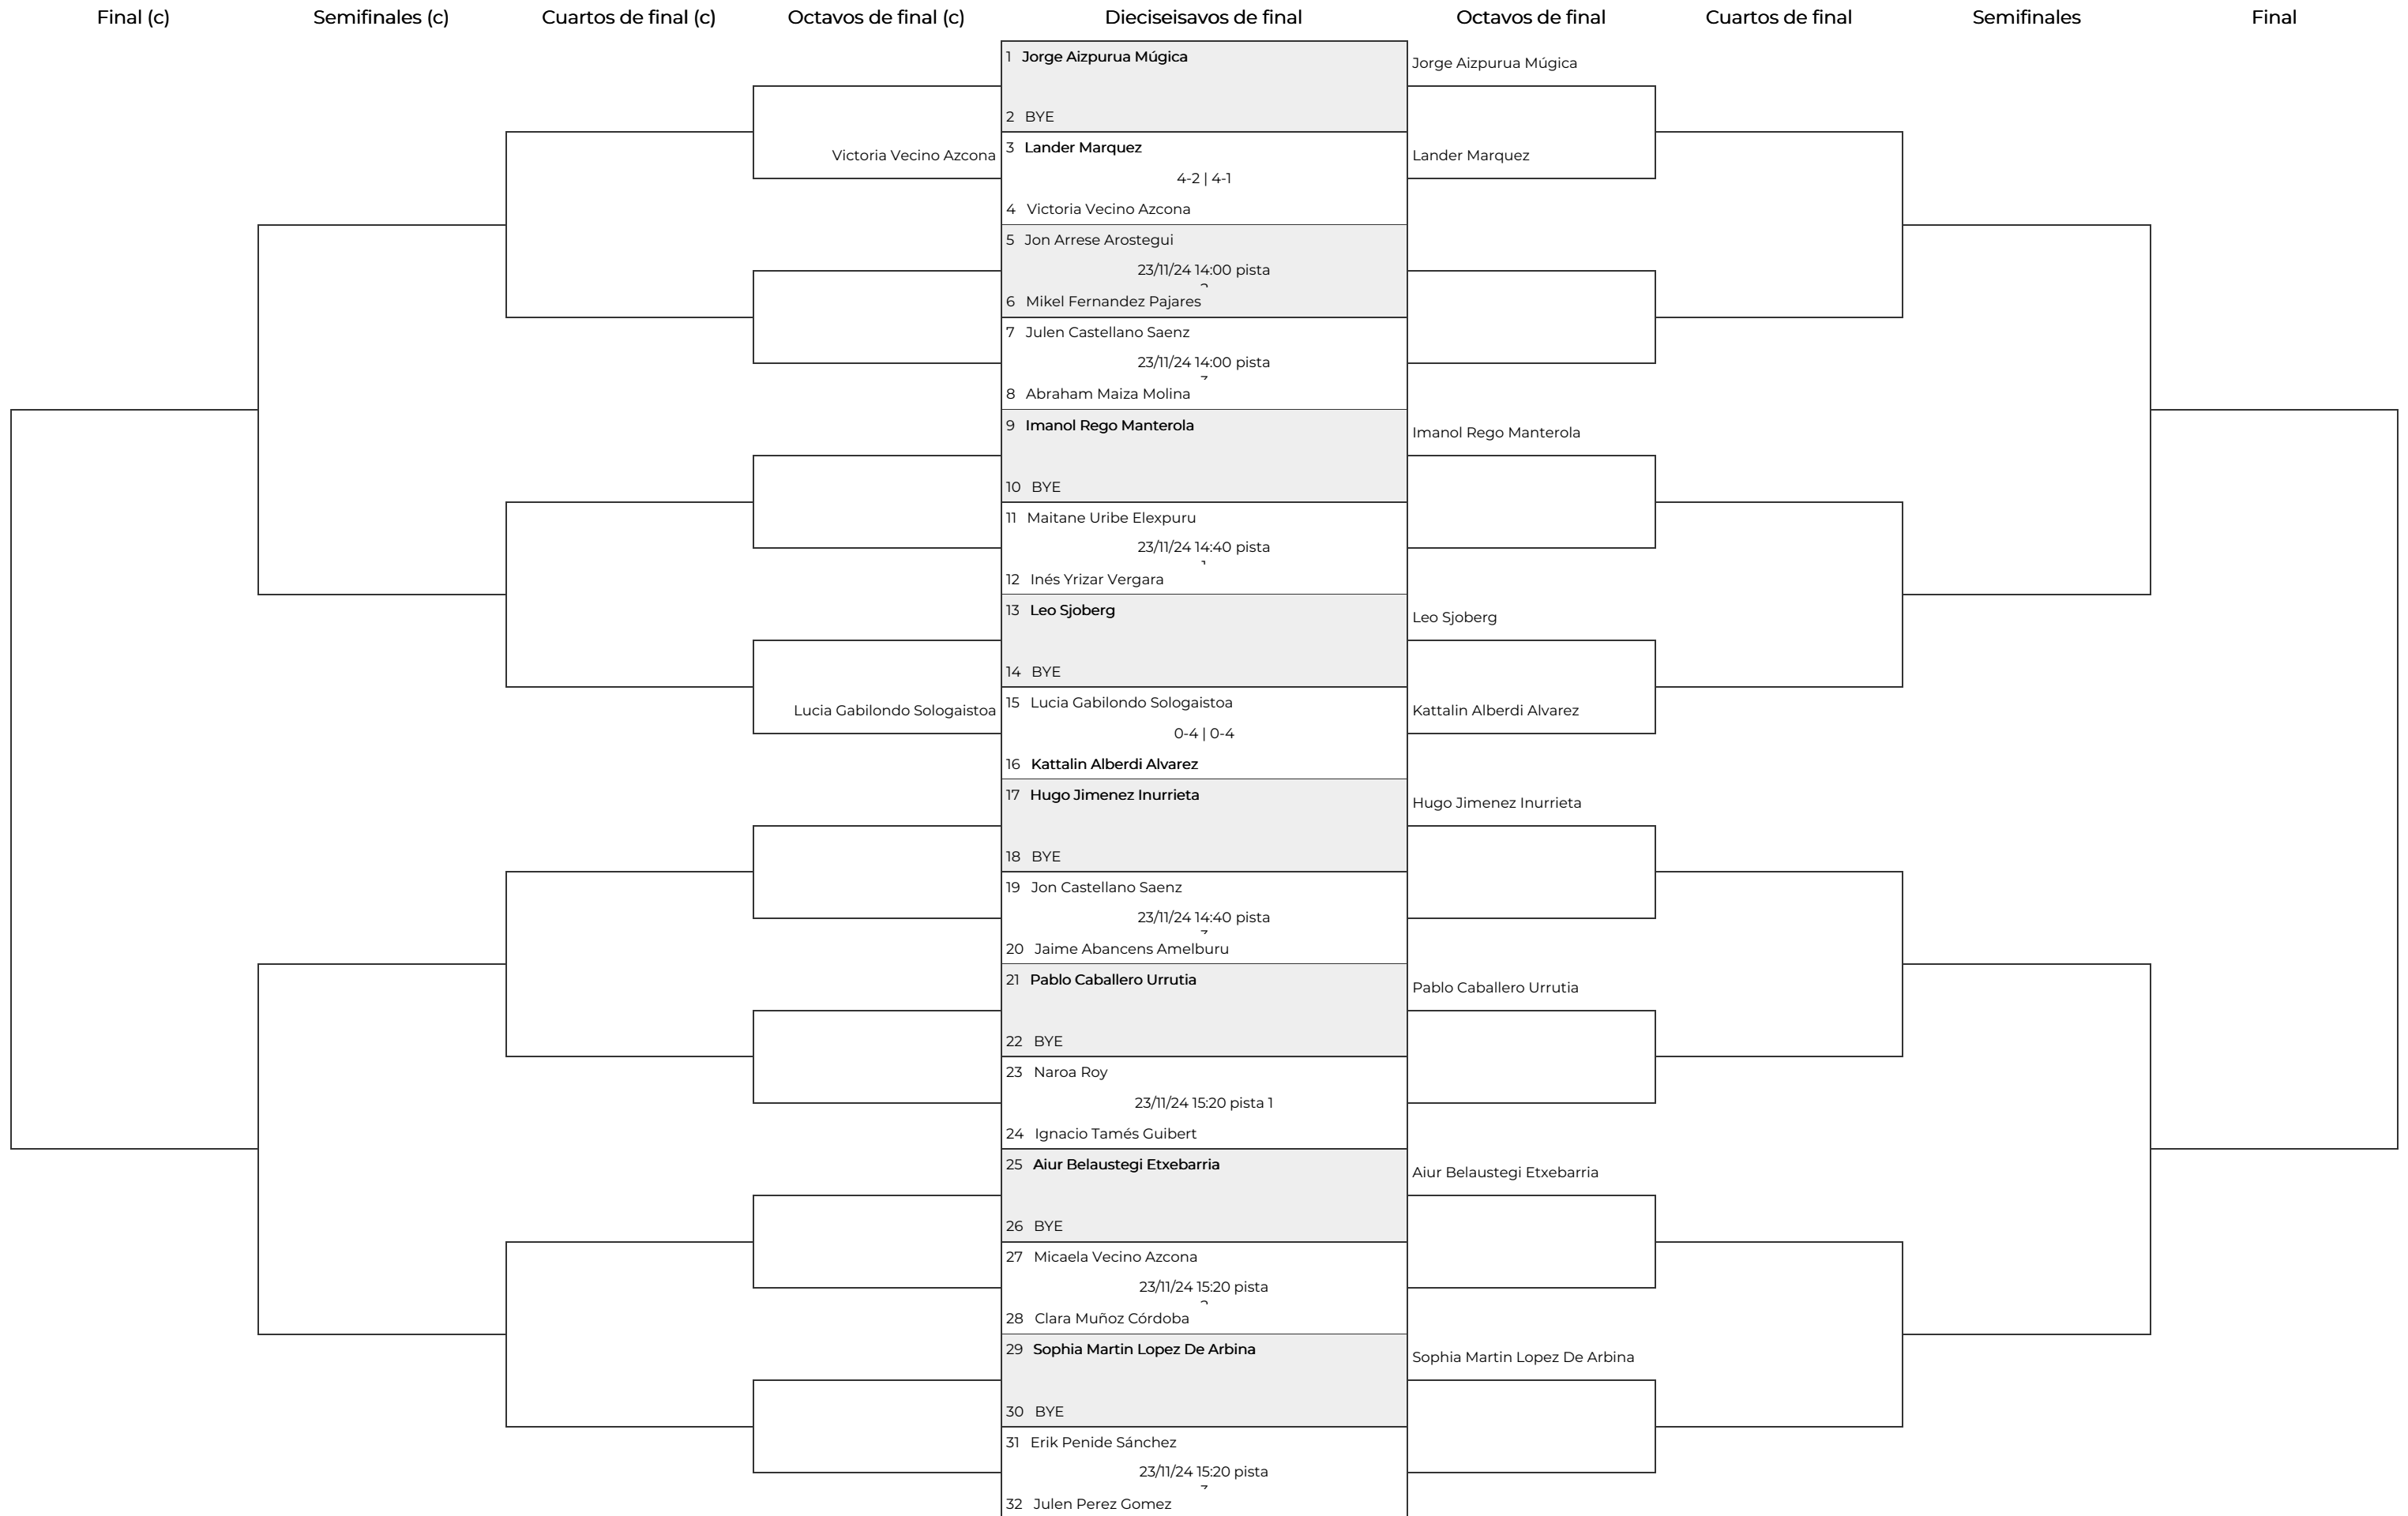 Final (c) Semifinales (c) Cuartos de final (c) Octavos de final (c) Dieciseisavos de final Octavos de final Cuartos de final Semifinales Final
1 Jorge Aizpurua Múgica
Jorge Aizpurua Múgica
2 BYE
3 Lander Marquez
Victoria Vecino Azcona
Lander Marquez
4-2 | 4-1
4 Victoria Vecino Azcona
5 Jon Arrese Arostegui
23/11/24 14:00 pista
6 Mikel Fernandez Pajares
7 Julen Castellano Saenz
23/11/24 14:00 pista
8 Abraham Maiza Molina
9 Imanol Rego Manterola
Imanol Rego Manterola
10 BYE
11 Maitane Uribe Elexpuru
23/11/24 14:40 pista
12 Inés Yrizar Vergara
13 Leo Sjoberg
Leo Sjoberg
14 BYE
15 Lucia Gabilondo Sologaistoa
Lucia Gabilondo Sologaistoa
Kattalin Alberdi Alvarez
0-4 | 0-4
16 Kattalin Alberdi Alvarez
17 Hugo Jimenez Inurrieta
Hugo Jimenez Inurrieta
18 BYE
19 Jon Castellano Saenz
23/11/24 14:40 pista
20 Jaime Abancens Amelburu
21 Pablo Caballero Urrutia
Pablo Caballero Urrutia
22 BYE
23 Naroa Roy
23/11/24 15:20 pista 1
24 Ignacio Tamés Guibert
25 Aiur Belaustegi Etxebarria
Aiur Belaustegi Etxebarria
26 BYE
27 Micaela Vecino Azcona
23/11/24 15:20 pista
28 Clara Muñoz Córdoba
29 Sophia Martin Lopez De Arbina
Sophia Martin Lopez De Arbina
30 BYE
31 Erik Penide Sánchez
23/11/24 15:20 pista
32 Julen Perez Gomez